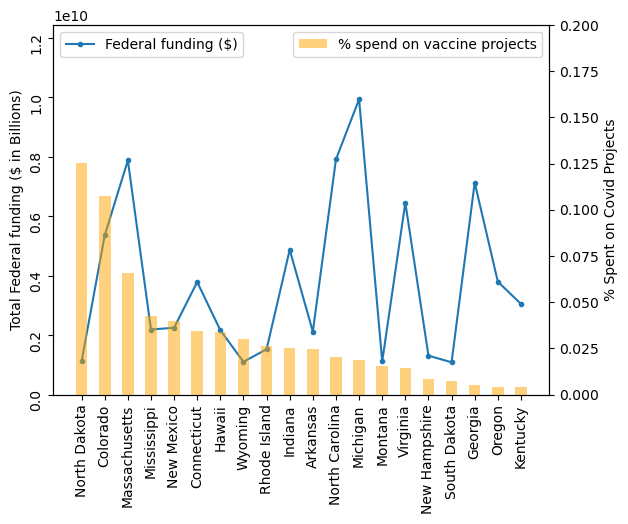 1e10
Federal funding ($)
% spend on vaccine projects
Total Federal funding ($ in Billions)
1.2
1.0
0.8
0.6
0.4
0.2
0.0
0.200
0.175
0.150
0.125
0.100
0.075
0.050
0.025
0.000
% Spent on Covid Projects
North Dakota
Colorado
Massachusetts
Mississippi
New Mexico
Connecticut
Hawaii
Wyoming
Rhode Island
Indiana
Arkansas
North Carolina
Michigan
Montana
Virginia
New Hampshire
South Dakota
Georgia
Oregon
Kentucky